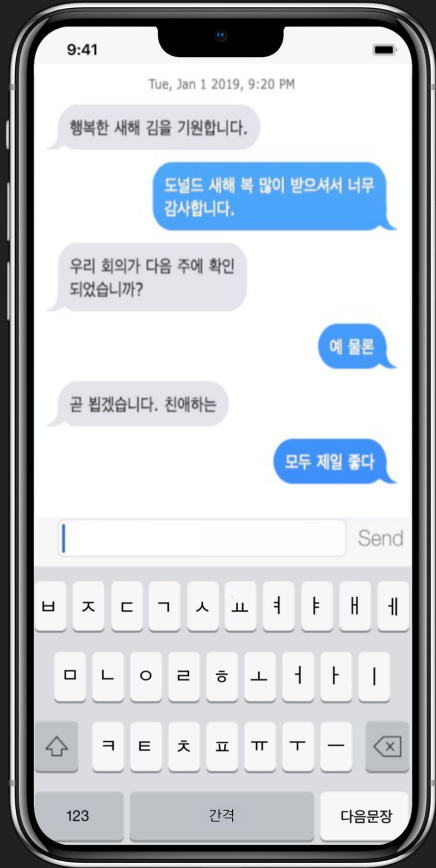 9:41
Tue, Jan 1 2019, 9:20 PM
행복한 새해 김을 기원합니다.
도널드 새해 복 많이 받으셔서 너무
감사합니다.
우리 회의가 다음 주에 확인
되었습니까?
예 물론
곧 뵙겠습니다. 친애하는
모두 제일 좋다
Send
ㅂ ㅈ ㄷ ㄱ ㅅ ㅛ ㅕ ㅑ ㅐ ㅔ
ㅁ ㄴ ㅇ ㄹ ㅎ ㅗ ㅓ ㅏ ㅣ
ㅋ ㅌ ㅊ ㅍ ㅠ ㅜ ㅡ
123 간격 다음문장